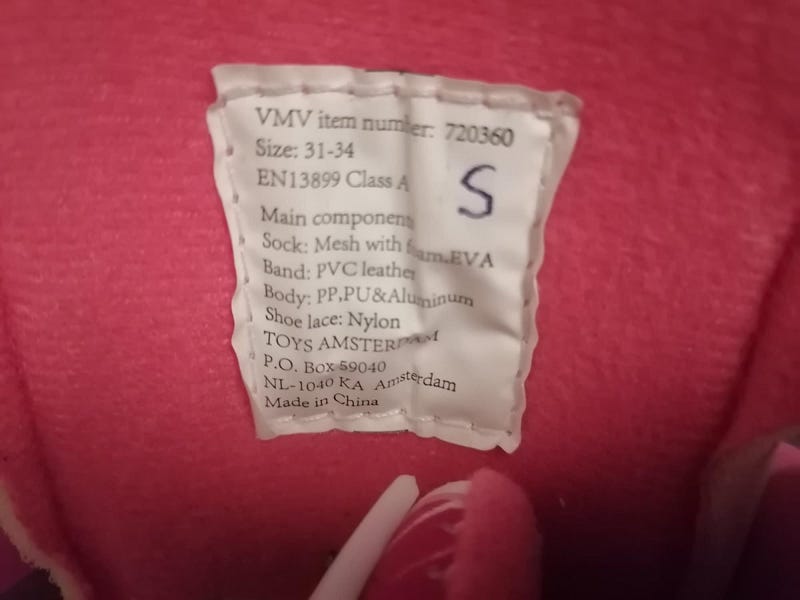 VMV item number: 720360
Size: 31-34
EN13899 Class A
S
Main component
Sock: Mesh with foam.EVA
Band: PVC leather
Body: PP,PU&Aluminum
Shoe lace: Nylon
TOYS AMSTERDAM
P.O. Box 59040
NL-1040 KA Amsterdam
Made in China